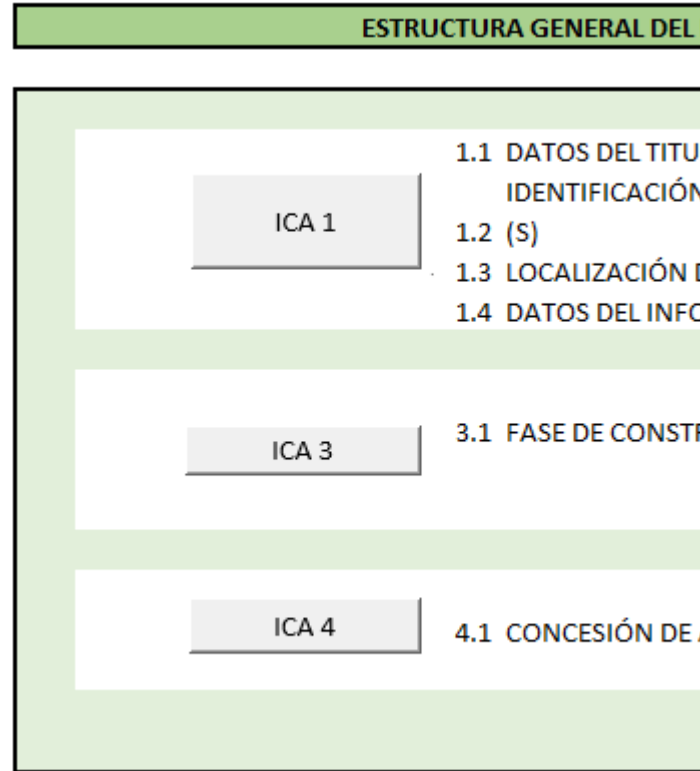 ESTRUCTURA GENERAL DEL
ICA 1
1.1 DATOS DEL TITU
IDENTIFICACIÓN
1.2 (S)
1.3 LOCALIZACIÓN D
1.4 DATOS DEL INFO
ICA 3
3.1 FASE DE CONSTR
ICA 4
4.1 CONCESIÓN DE A